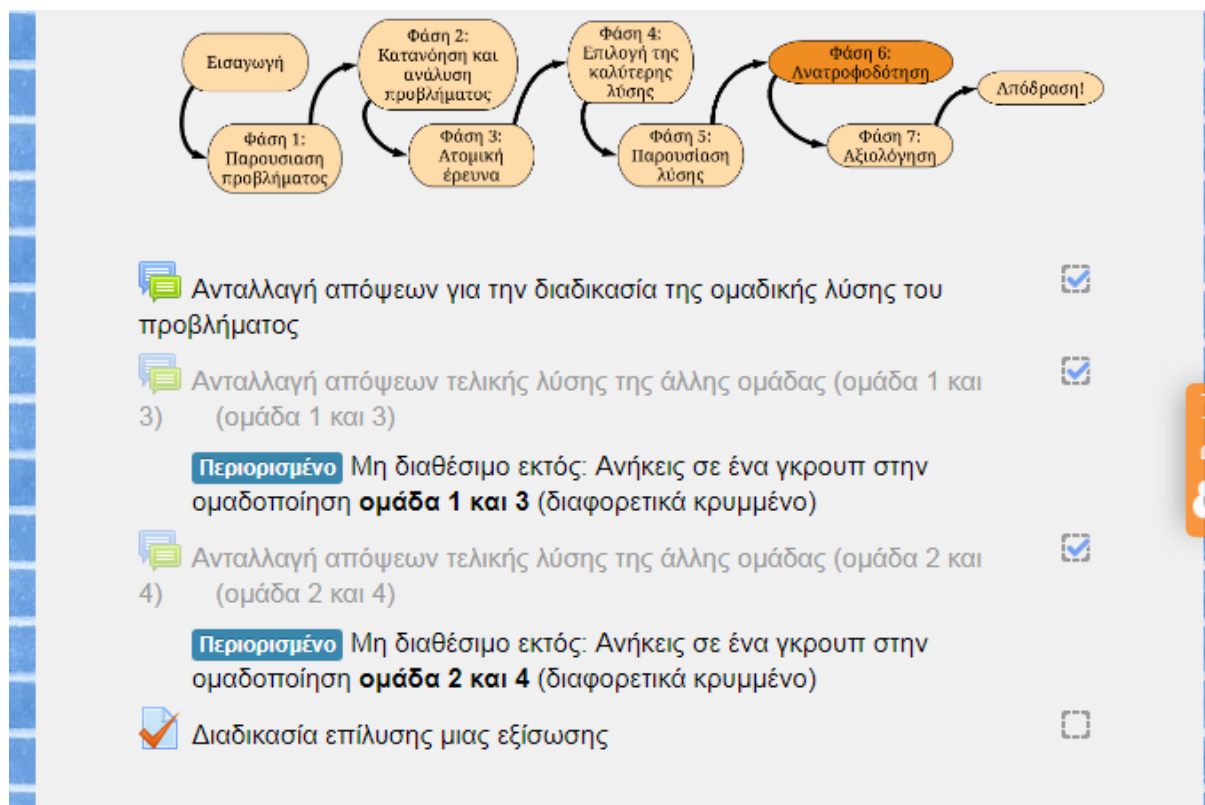 Εισαγωγή
Φάση 1:
Παρουσιαση
προβλήματος
Φάση 2:
Κατανόηση και
ανάλυση
προβλήματος
Φάση 3:
Ατομική
έρευνα
Φάση 4:
Επιλογή της
καλύτερης
λύσης
Φάση 5:
Παρουσίαση
λύσης
Φάση 6:
Ανατροφοδότηση
Φάση 7:
Αξιολόγηση
Απόδραση!
Ανταλλαγή απόψεων για την διαδικασία της ομαδικής λύσης του
προβλήματος
Ανταλλαγή απόψεων τελικής λύσης της άλλης ομάδας (ομάδα 1 και
3) (ομάδα 1 και 3)
Περιορισμένο Μη διαθέσιμο εκτός: Ανήκεις σε ένα γκρουπ στην
ομαδοποίηση ομάδα 1 και 3 (διαφορετικά κρυμμένο)
Ανταλλαγή απόψεων τελικής λύσης της άλλης ομάδας (ομάδα 2 και
4) (ομάδα 2 και 4)
Περιορισμένο Μη διαθέσιμο εκτός: Ανήκεις σε ένα γκρουπ στην
ομαδοποίηση ομάδα 2 και 4 (διαφορετικά κρυμμένο)
Διαδικασία επίλυσης μιας εξίσωσης